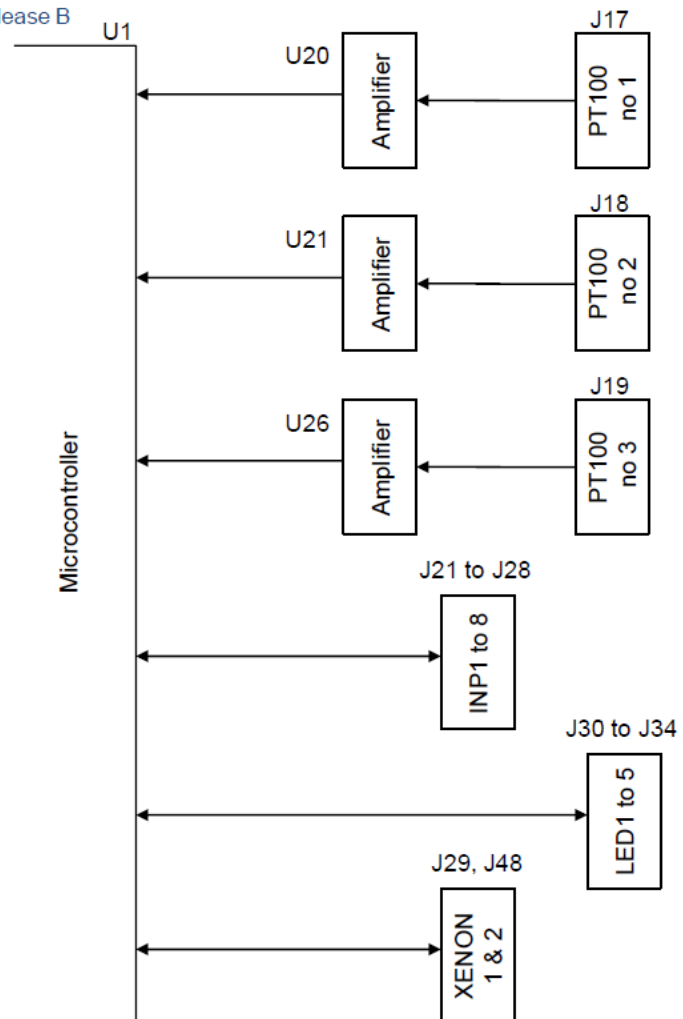 lease B
U1
J17
U20
Amplifier
PT100
no 1
J18
U21
Amplifier
PT100
no 2
J19
U26
Amplifier
PT100
no 3
Microcontroller
J21 to J28
INP1 to 8
J30 to J34
LED1 to 5
J29, J48
XENON
1 & 2